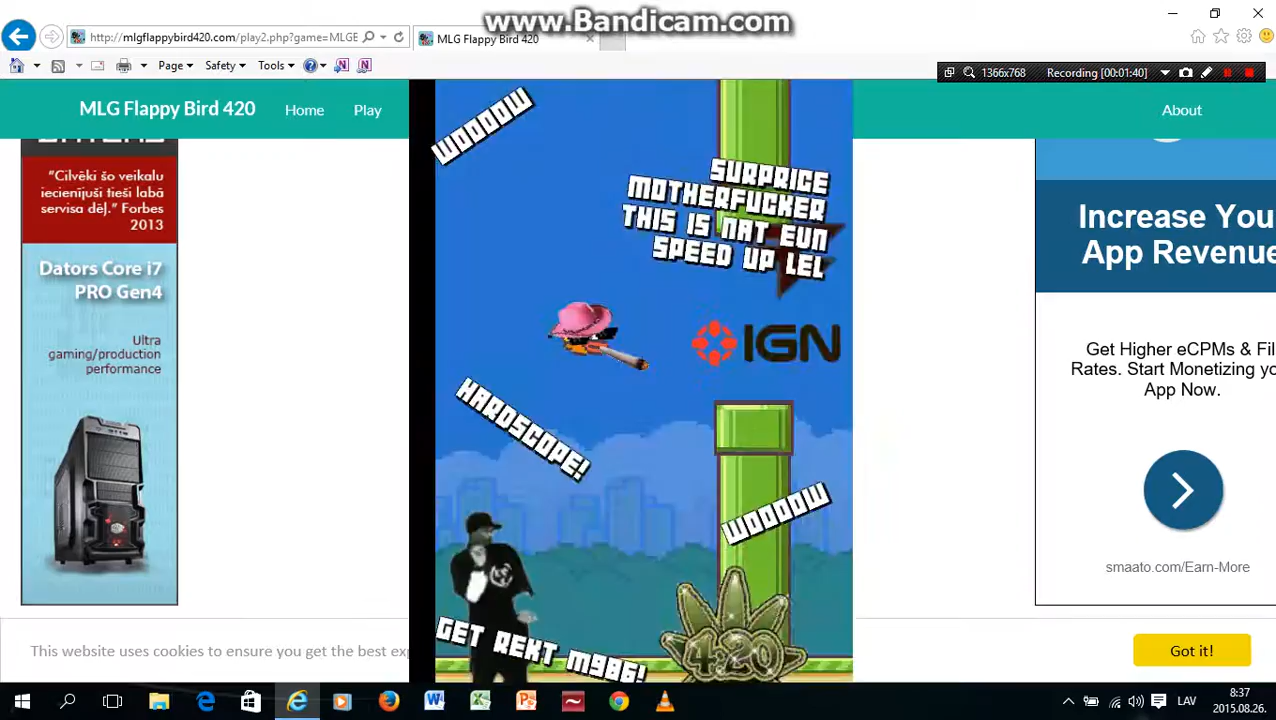 www.Bandicam.com
http://mlgflappybird420.com/play2.php?game=MLGE
MLG Flappy Bird 420
Page
Safety
Tools
1366x768
Recording [00:01:40]
MLG Flappy Bird 420
Home
Play
About
WOOOOW
SURPRICE
MOTHERFUCKER
THIS IS NAT EUN
SPEED UP LEL
IGN
HARDSCOPE!
WOOOOW
420
GET REKT M986!
“Cilvēki šo veikalu
iecienījuši tieši labā
servisa dēļ.” Forbes
2013
Dators Core i7
PRO Gen4
Ultra
gaming/production
performance
Increase You
App Revenue
Get Higher eCPMs & Fil
Rates. Start Monetizing yo
App Now.
smaato.com/Earn-More
This website uses cookies to ensure you get the best exp
Got it!
LAV
8:37
2015.08.26.